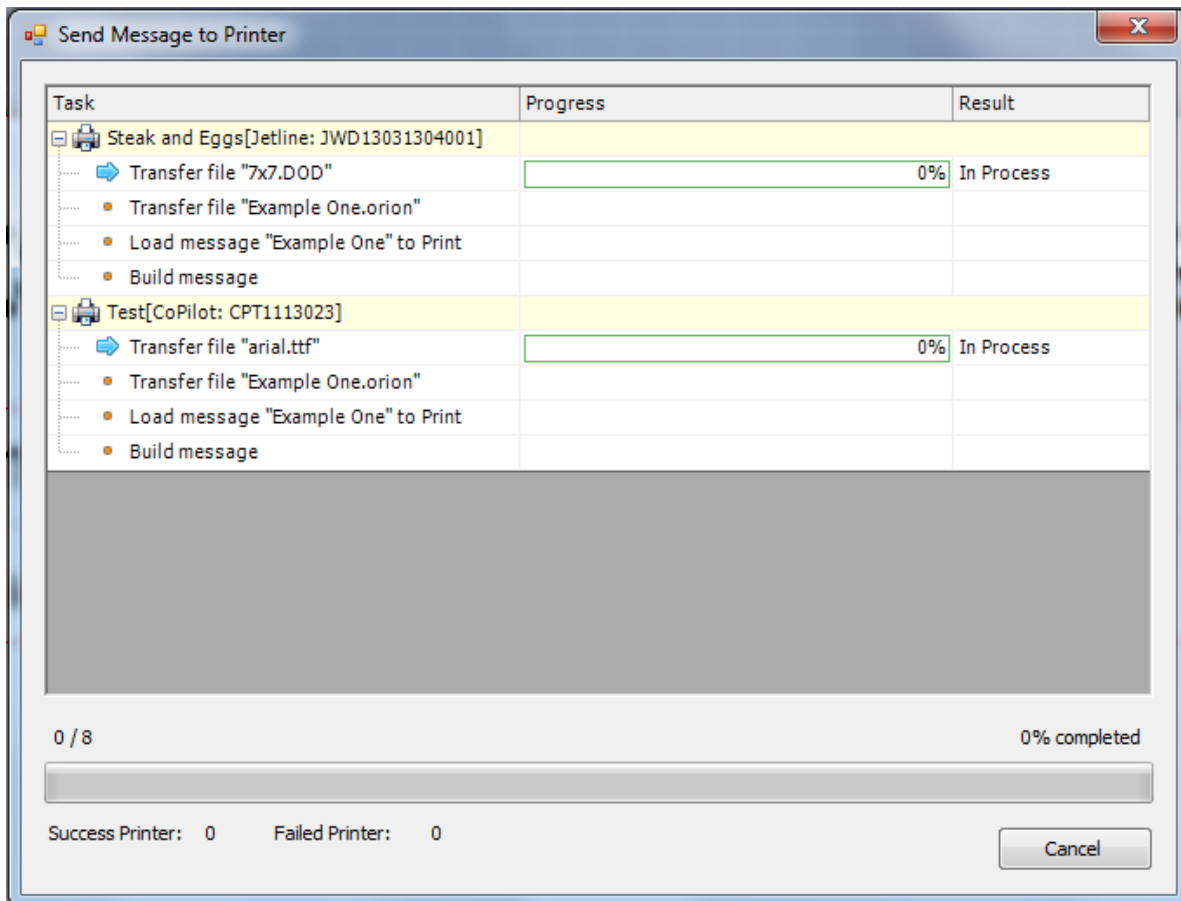 Send Message to Printer
Task Progress Result
Steak and Eggs[Jetline: JWD13031304001]
Transfer file "7x7.DOD" 0% In Process
Transfer file "Example One.orion"
Load message "Example One" to Print
Build message
Test[CoPilot: CPT1113023]
Transfer file "arial.ttf" 0% In Process
Transfer file "Example One.orion"
Load message "Example One" to Print
Build message
0 / 8 0% completed
Success Printer: 0 Failed Printer: 0
Cancel